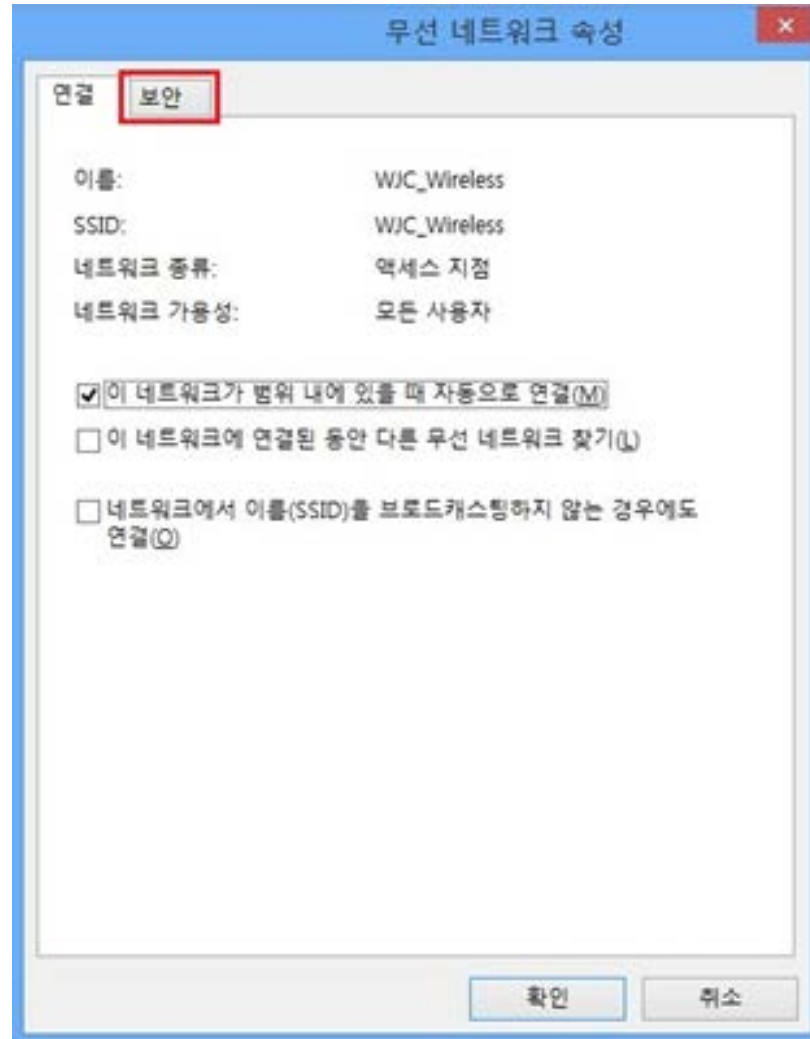 무선 네트워크 속성
연결 보안
이름: WJC_Wireless
SSID: WJC_Wireless
네트워크 종류: 액세스 지점
네트워크 가용성: 모든 사용자
이 네트워크가 범위 내에 있을 때 자동으로 연결(M)
이 네트워크에 연결된 동안 다른 무선 네트워크 찾기(L)
네트워크에서 이름(SSID)을 브로드캐스팅하지 않는 경우에도
연결(O)
확인 취소